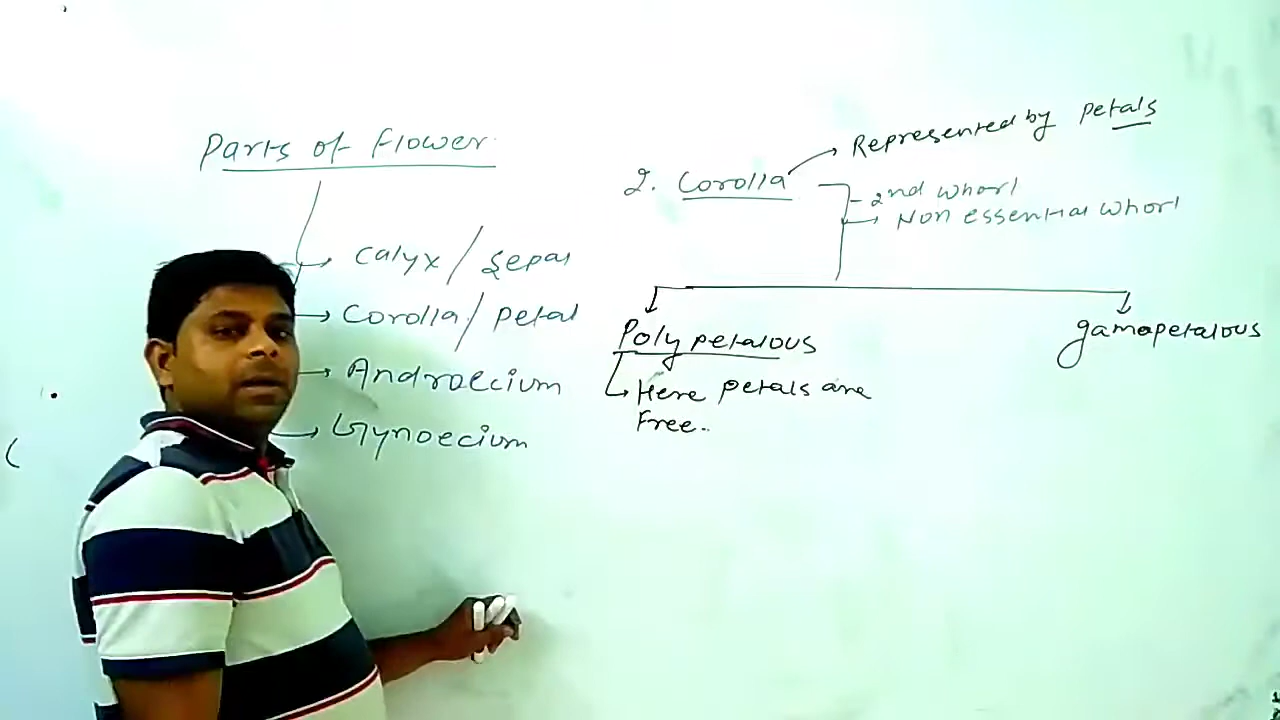 Parts of flower
Calyx / sepal
Corolla / petal
Androecium
Gynoecium
2. Corolla
Represented by petals
2nd whorl
Non essential whorl
Polypetalous
Here petals are
Free.
gamopetalous